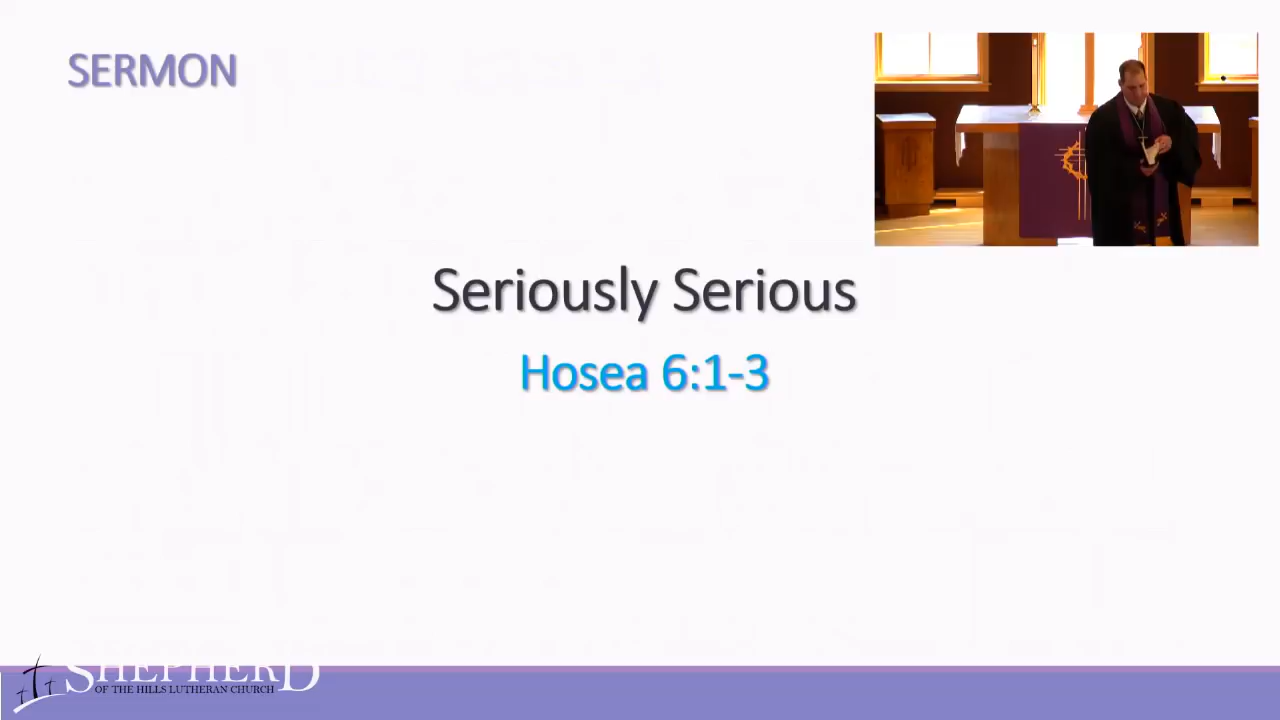 SERMON
Seriously Serious
Hosea 6:1-3
SHEPHERD
OF THE HILLS LUTHERAN CHURCH